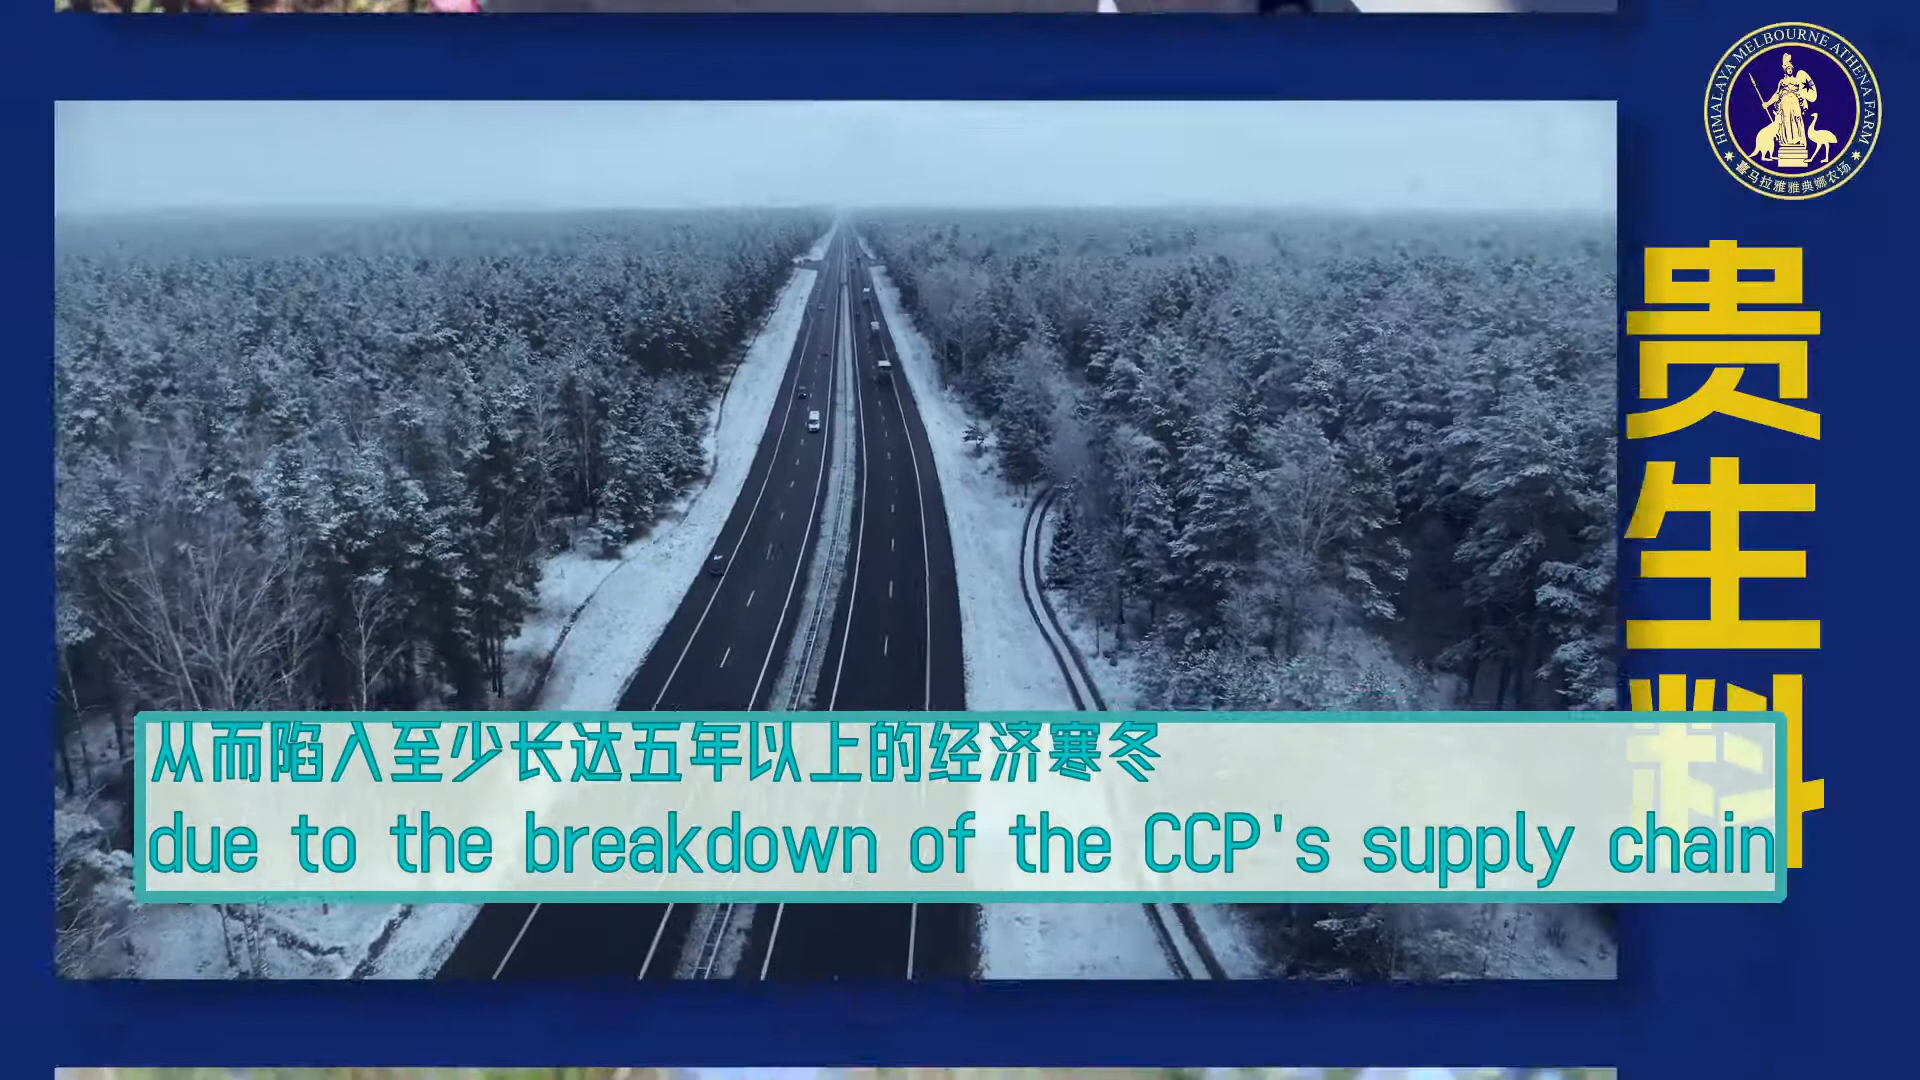 HIMALAYA MELBOURNE ATHENA FARM
喜马拉雅雅典娜农场
贵生料
从而陷入至少长达五年以上的经济寒冬
due to the breakdown of the CCP's supply chain